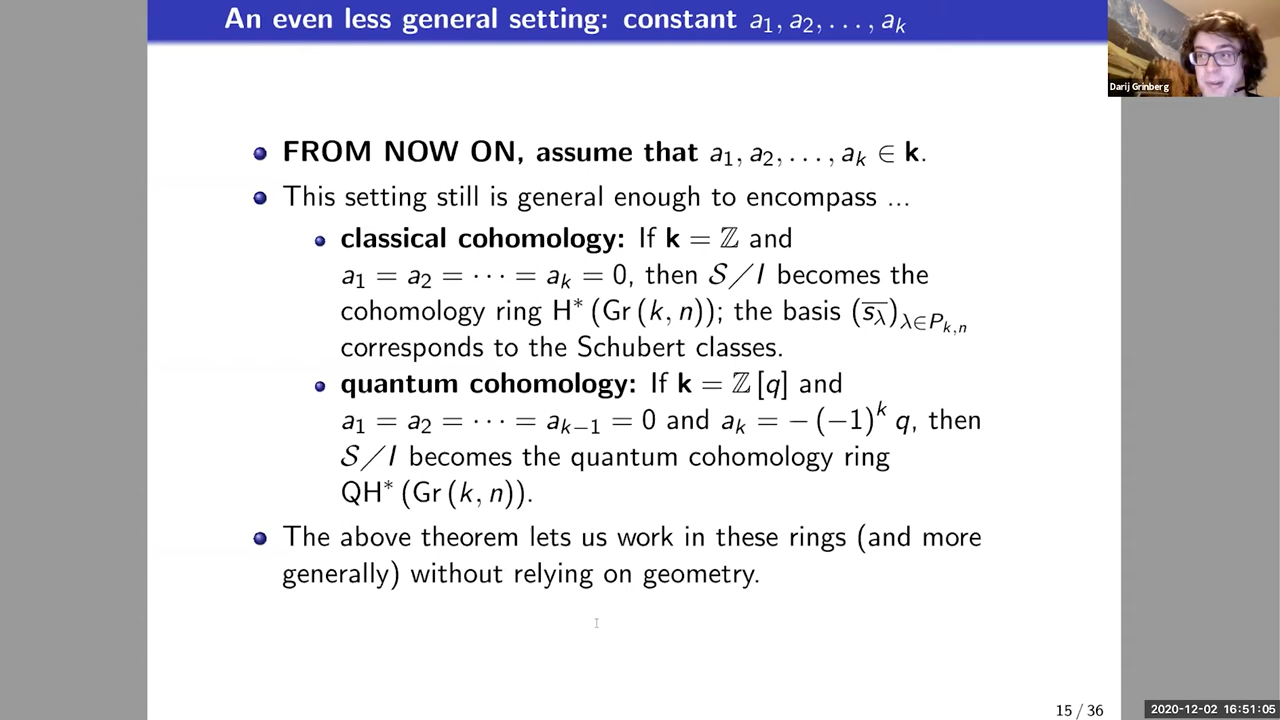 An even less general setting: constant a₁, a₂, . . . , aₖ
Darij Grinberg
FROM NOW ON, assume that a₁, a₂, . . . , aₖ ∈ k.
This setting still is general enough to encompass ...
classical cohomology: If k = ℤ and
a₁ = a₂ = · · · = aₖ = 0, then 𝒮/I becomes the
cohomology ring H* (Gr (k, n)); the basis (s̅_λ)_{λ∈P_{k,n}}
corresponds to the Schubert classes.
quantum cohomology: If k = ℤ [q] and
a₁ = a₂ = · · · = aₖ₋₁ = 0 and aₖ = − (−1)ᵏ q, then
𝒮/I becomes the quantum cohomology ring
QH* (Gr (k, n)).
The above theorem lets us work in these rings (and more
generally) without relying on geometry.
15 / 36
2020-12-02 16:51:05